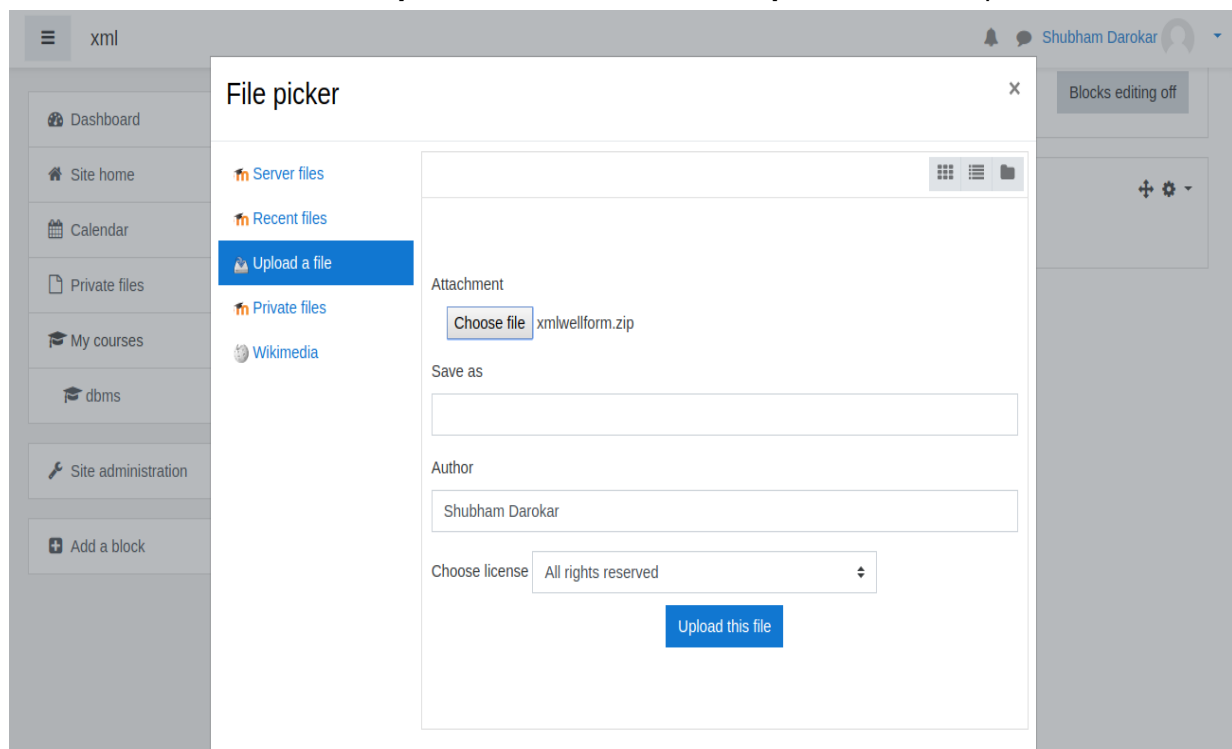 xml
Shubham Darokar
File picker
×
Blocks editing off
Dashboard
Site home
Calendar
Private files
My courses
dbms
Site administration
Add a block
Server files
Recent files
Upload a file
Private files
Wikimedia
Attachment
Choose file xmlwellform.zip
Save as
Author
Shubham Darokar
Choose license All rights reserved
Upload this file